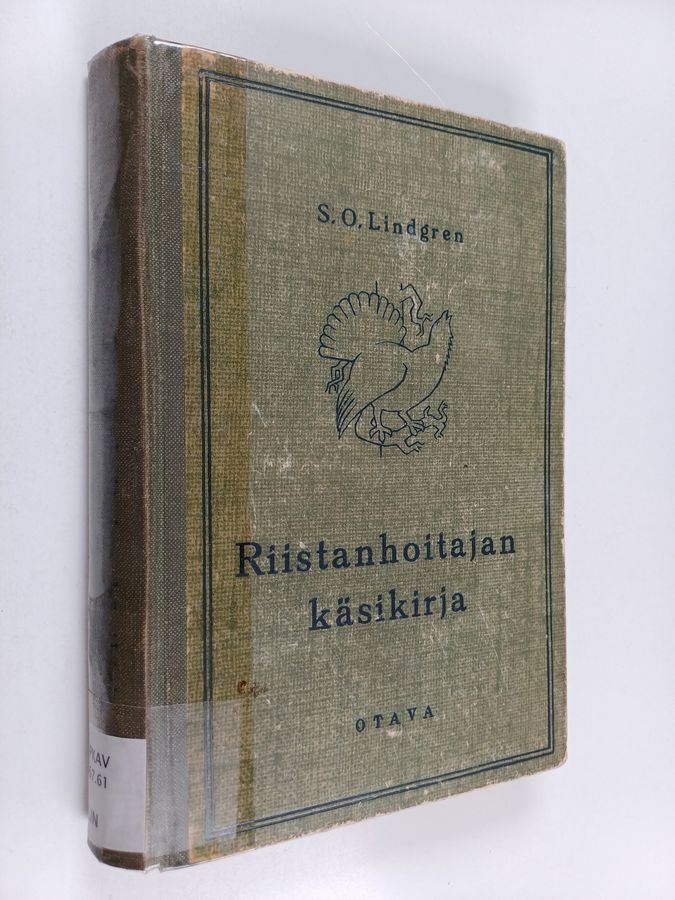 S. O. Lindgren
Riistanhoitajan
käsikirja
OTAVA